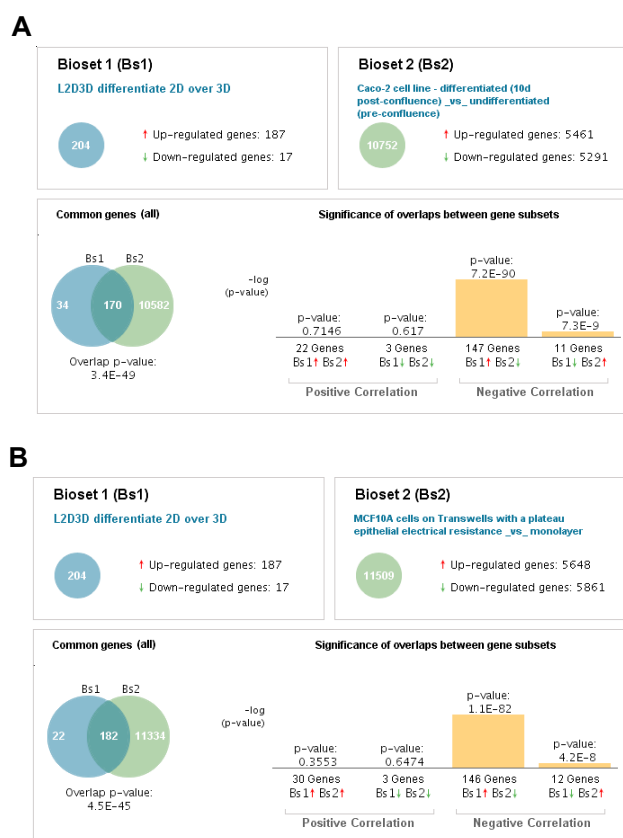 A
Bioset 1 (Bs1)
L2D3D differentiate 2D over 3D
204
↑ Up-regulated genes: 187
↓ Down-regulated genes: 17
Bioset 2 (Bs2)
Caco-2 cell line - differentiated (10d
post-confluence) _vs_ undifferentiated
(pre-confluence)
10752
↑ Up-regulated genes: 5461
↓ Down-regulated genes: 5291
Common genes (all)
Bs1 Bs2
34 170 10582
Overlap p-value:
3.4E-49
Significance of overlaps between gene subsets
-log
(p-value)
p-value:
0.7146
p-value:
0.617
p-value:
7.2E-90
p-value:
7.3E-9
22 Genes
Bs1↑ Bs2↑
3 Genes
Bs1↓ Bs2↓
147 Genes
Bs1↑ Bs2↓
11 Genes
Bs1↓ Bs2↑
Positive Correlation
Negative Correlation
B
Bioset 1 (Bs1)
L2D3D differentiate 2D over 3D
204
↑ Up-regulated genes: 187
↓ Down-regulated genes: 17
Bioset 2 (Bs2)
MCF10A cells on Transwells with a plateau
epithelial electrical resistance _vs_ monolayer
11509
↑ Up-regulated genes: 5648
↓ Down-regulated genes: 5861
Common genes (all)
Bs1 Bs2
22 182 11334
Overlap p-value:
4.5E-45
Significance of overlaps between gene subsets
-log
(p-value)
p-value:
0.3553
p-value:
0.6474
p-value:
1.1E-82
p-value:
4.2E-8
30 Genes
Bs1↑ Bs2↑
3 Genes
Bs1↓ Bs2↓
146 Genes
Bs1↑ Bs2↓
12 Genes
Bs1↓ Bs2↑
Positive Correlation
Negative Correlation